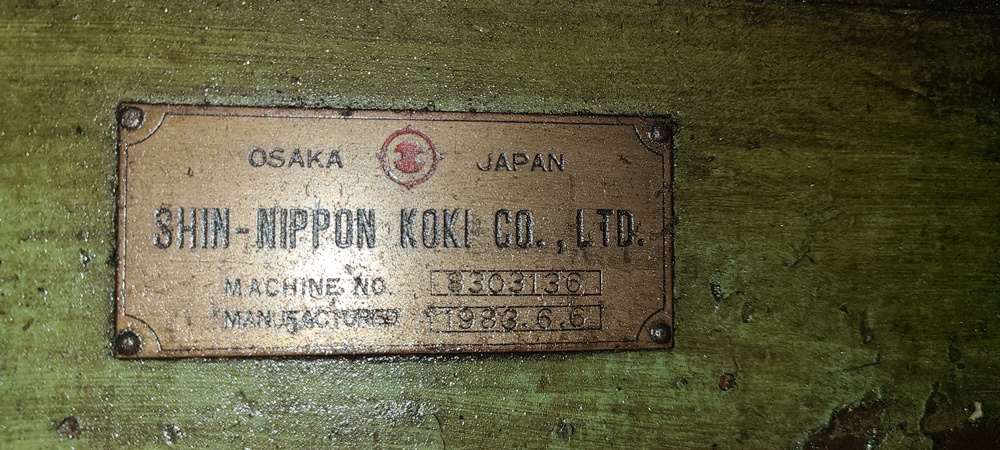 OSAKA JAPAN
SHIN-NIPPON KOKI CO., LTD.
MACHINE NO. 8303136
MANUFACTURED 1983.6.6